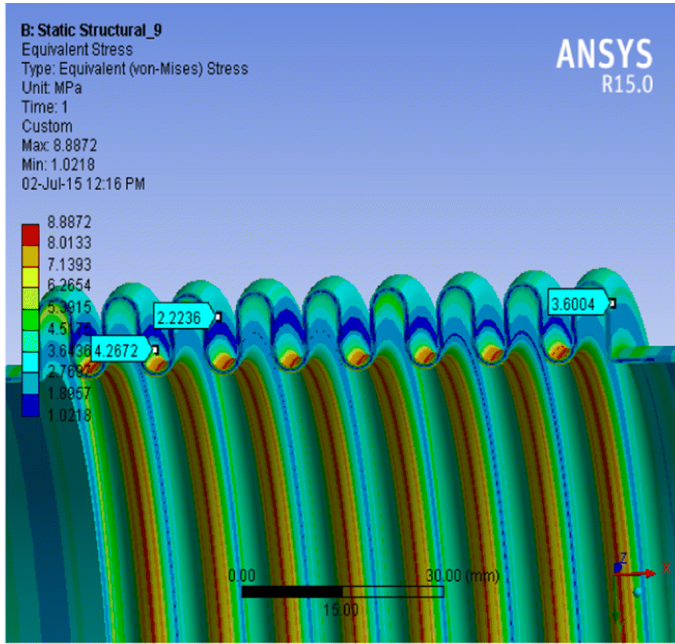 B: Static Structural_9
Equivalent Stress
Type: Equivalent (von-Mises) Stress
Unit: MPa
Time: 1
Custom
Max: 8.8872
Min: 1.0218
02-Jul-15 12:16 PM
ANSYS
R15.0
8.8872
8.0133
7.1393
6.2654
5.3915
1.8957
1.0218
2.2236
4.2672
3.6004
0.00
30.00 (mm)
15.00
Z
X